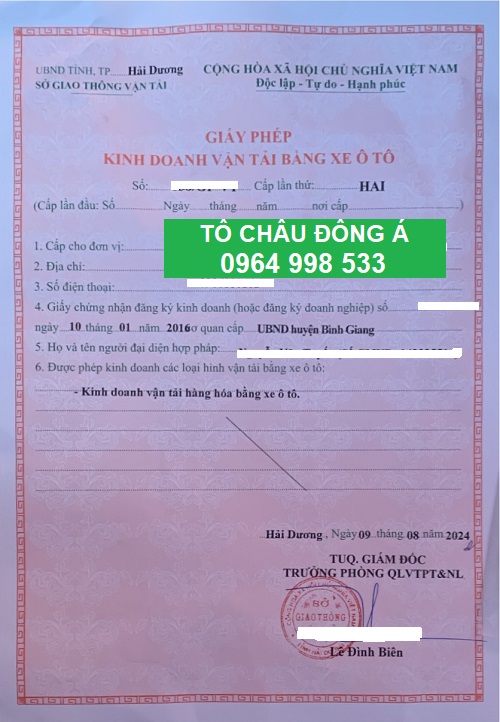 UBND TỈNH, TP Hải Dương
SỞ GIAO THÔNG VẬN TẢI
CỘNG HÒA XÃ HỘI CHỦ NGHĨA VIỆT NAM
Độc lập - Tự do - Hạnh phúc
GIẤY PHÉP
KINH DOANH VẬN TẢI BẰNG XE Ô TÔ
Số: Cấp lần thứ: HAI
(Cấp lần đầu: Số Ngày tháng năm nơi cấp )
TÔ CHÂU ĐÔNG Á
0964 998 533
1. Cấp cho đơn vị:
2. Địa chỉ:
3. Số điện thoại:
4. Giấy chứng nhận đăng ký kinh doanh (hoặc đăng ký doanh nghiệp) số
ngày 10 tháng 01 năm 2016 ơ quan cấp UBND huyện Bình Giang
5. Họ và tên người đại diện hợp pháp:
6. Được phép kinh doanh các loại hình vận tải bằng xe ô tô:
- Kinh doanh vận tải hàng hóa bằng xe ô tô.
Hải Dương, Ngày 09 tháng 08 năm 2024
TUQ. GIÁM ĐỐC
TRƯỞNG PHÒNG QLVTPT&NL
SỞ
GIAO THÔNG
Lê Đình Biên